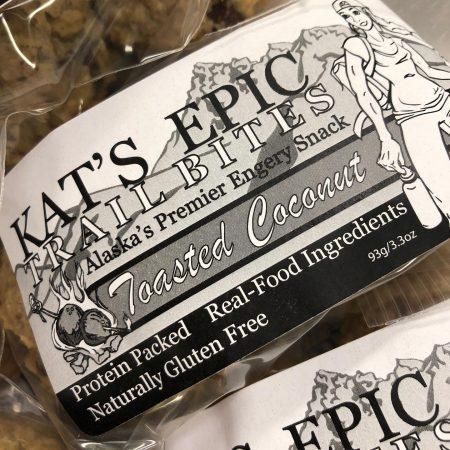 KAT'S EPIC
TRAIL BITES
Alaska's Premier Engery Snack
Toasted Coconut
93g/3.3oz
Protein Packed Real-Food Ingredients
Naturally Gluten Free
KAT'S EPIC
BITES